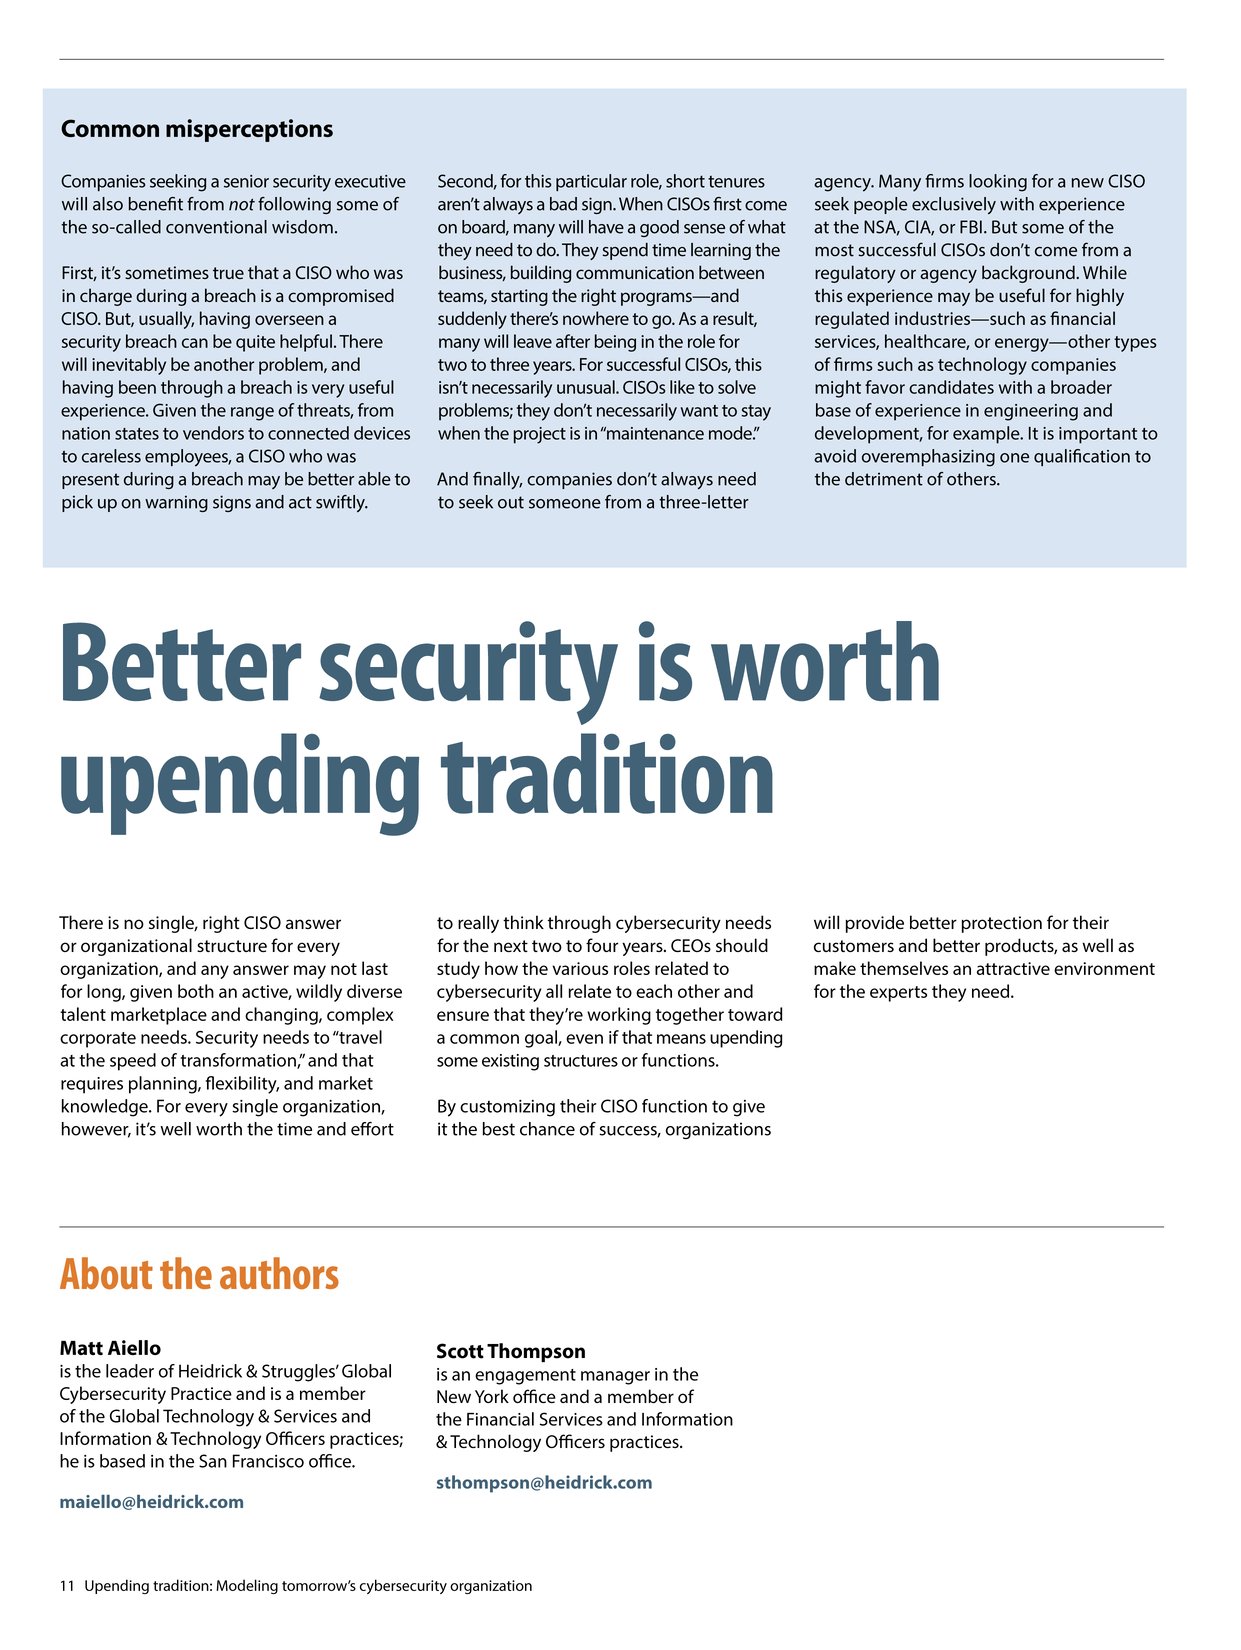 Common misperceptions
Companies seeking a senior security executive
will also benefit from not following some of
the so-called conventional wisdom.
First, it’s sometimes true that a CISO who was
in charge during a breach is a compromised
CISO. But, usually, having overseen a
security breach can be quite helpful. There
will inevitably be another problem, and
having been through a breach is very useful
experience. Given the range of threats, from
nation states to vendors to connected devices
to careless employees, a CISO who was
present during a breach may be better able to
pick up on warning signs and act swiftly.
Second, for this particular role, short tenures
aren’t always a bad sign. When CISOs first come
on board, many will have a good sense of what
they need to do. They spend time learning the
business, building communication between
teams, starting the right programs—and
suddenly there’s nowhere to go. As a result,
many will leave after being in the role for
two to three years. For successful CISOs, this
isn’t necessarily unusual. CISOs like to solve
problems; they don’t necessarily want to stay
when the project is in “maintenance mode.”
And finally, companies don’t always need
to seek out someone from a three-letter
agency. Many firms looking for a new CISO
seek people exclusively with experience
at the NSA, CIA, or FBI. But some of the
most successful CISOs don’t come from a
regulatory or agency background. While
this experience may be useful for highly
regulated industries—such as financial
services, healthcare, or energy—other types
of firms such as technology companies
might favor candidates with a broader
base of experience in engineering and
development, for example. It is important to
avoid overemphasizing one qualification to
the detriment of others.
Better security is worth
upending tradition
There is no single, right CISO answer
or organizational structure for every
organization, and any answer may not last
for long, given both an active, wildly diverse
talent marketplace and changing, complex
corporate needs. Security needs to “travel
at the speed of transformation,” and that
requires planning, flexibility, and market
knowledge. For every single organization,
however, it’s well worth the time and effort
to really think through cybersecurity needs
for the next two to four years. CEOs should
study how the various roles related to
cybersecurity all relate to each other and
ensure that they’re working together toward
a common goal, even if that means upending
some existing structures or functions.
By customizing their CISO function to give
it the best chance of success, organizations
will provide better protection for their
customers and better products, as well as
make themselves an attractive environment
for the experts they need.
About the authors
Matt Aiello
is the leader of Heidrick & Struggles’ Global
Cybersecurity Practice and is a member
of the Global Technology & Services and
Information & Technology Officers practices;
he is based in the San Francisco office.
maiello@heidrick.com
Scott Thompson
is an engagement manager in the
New York office and a member of
the Financial Services and Information
& Technology Officers practices.
sthompson@heidrick.com
11 Upending tradition: Modeling tomorrow’s cybersecurity organization